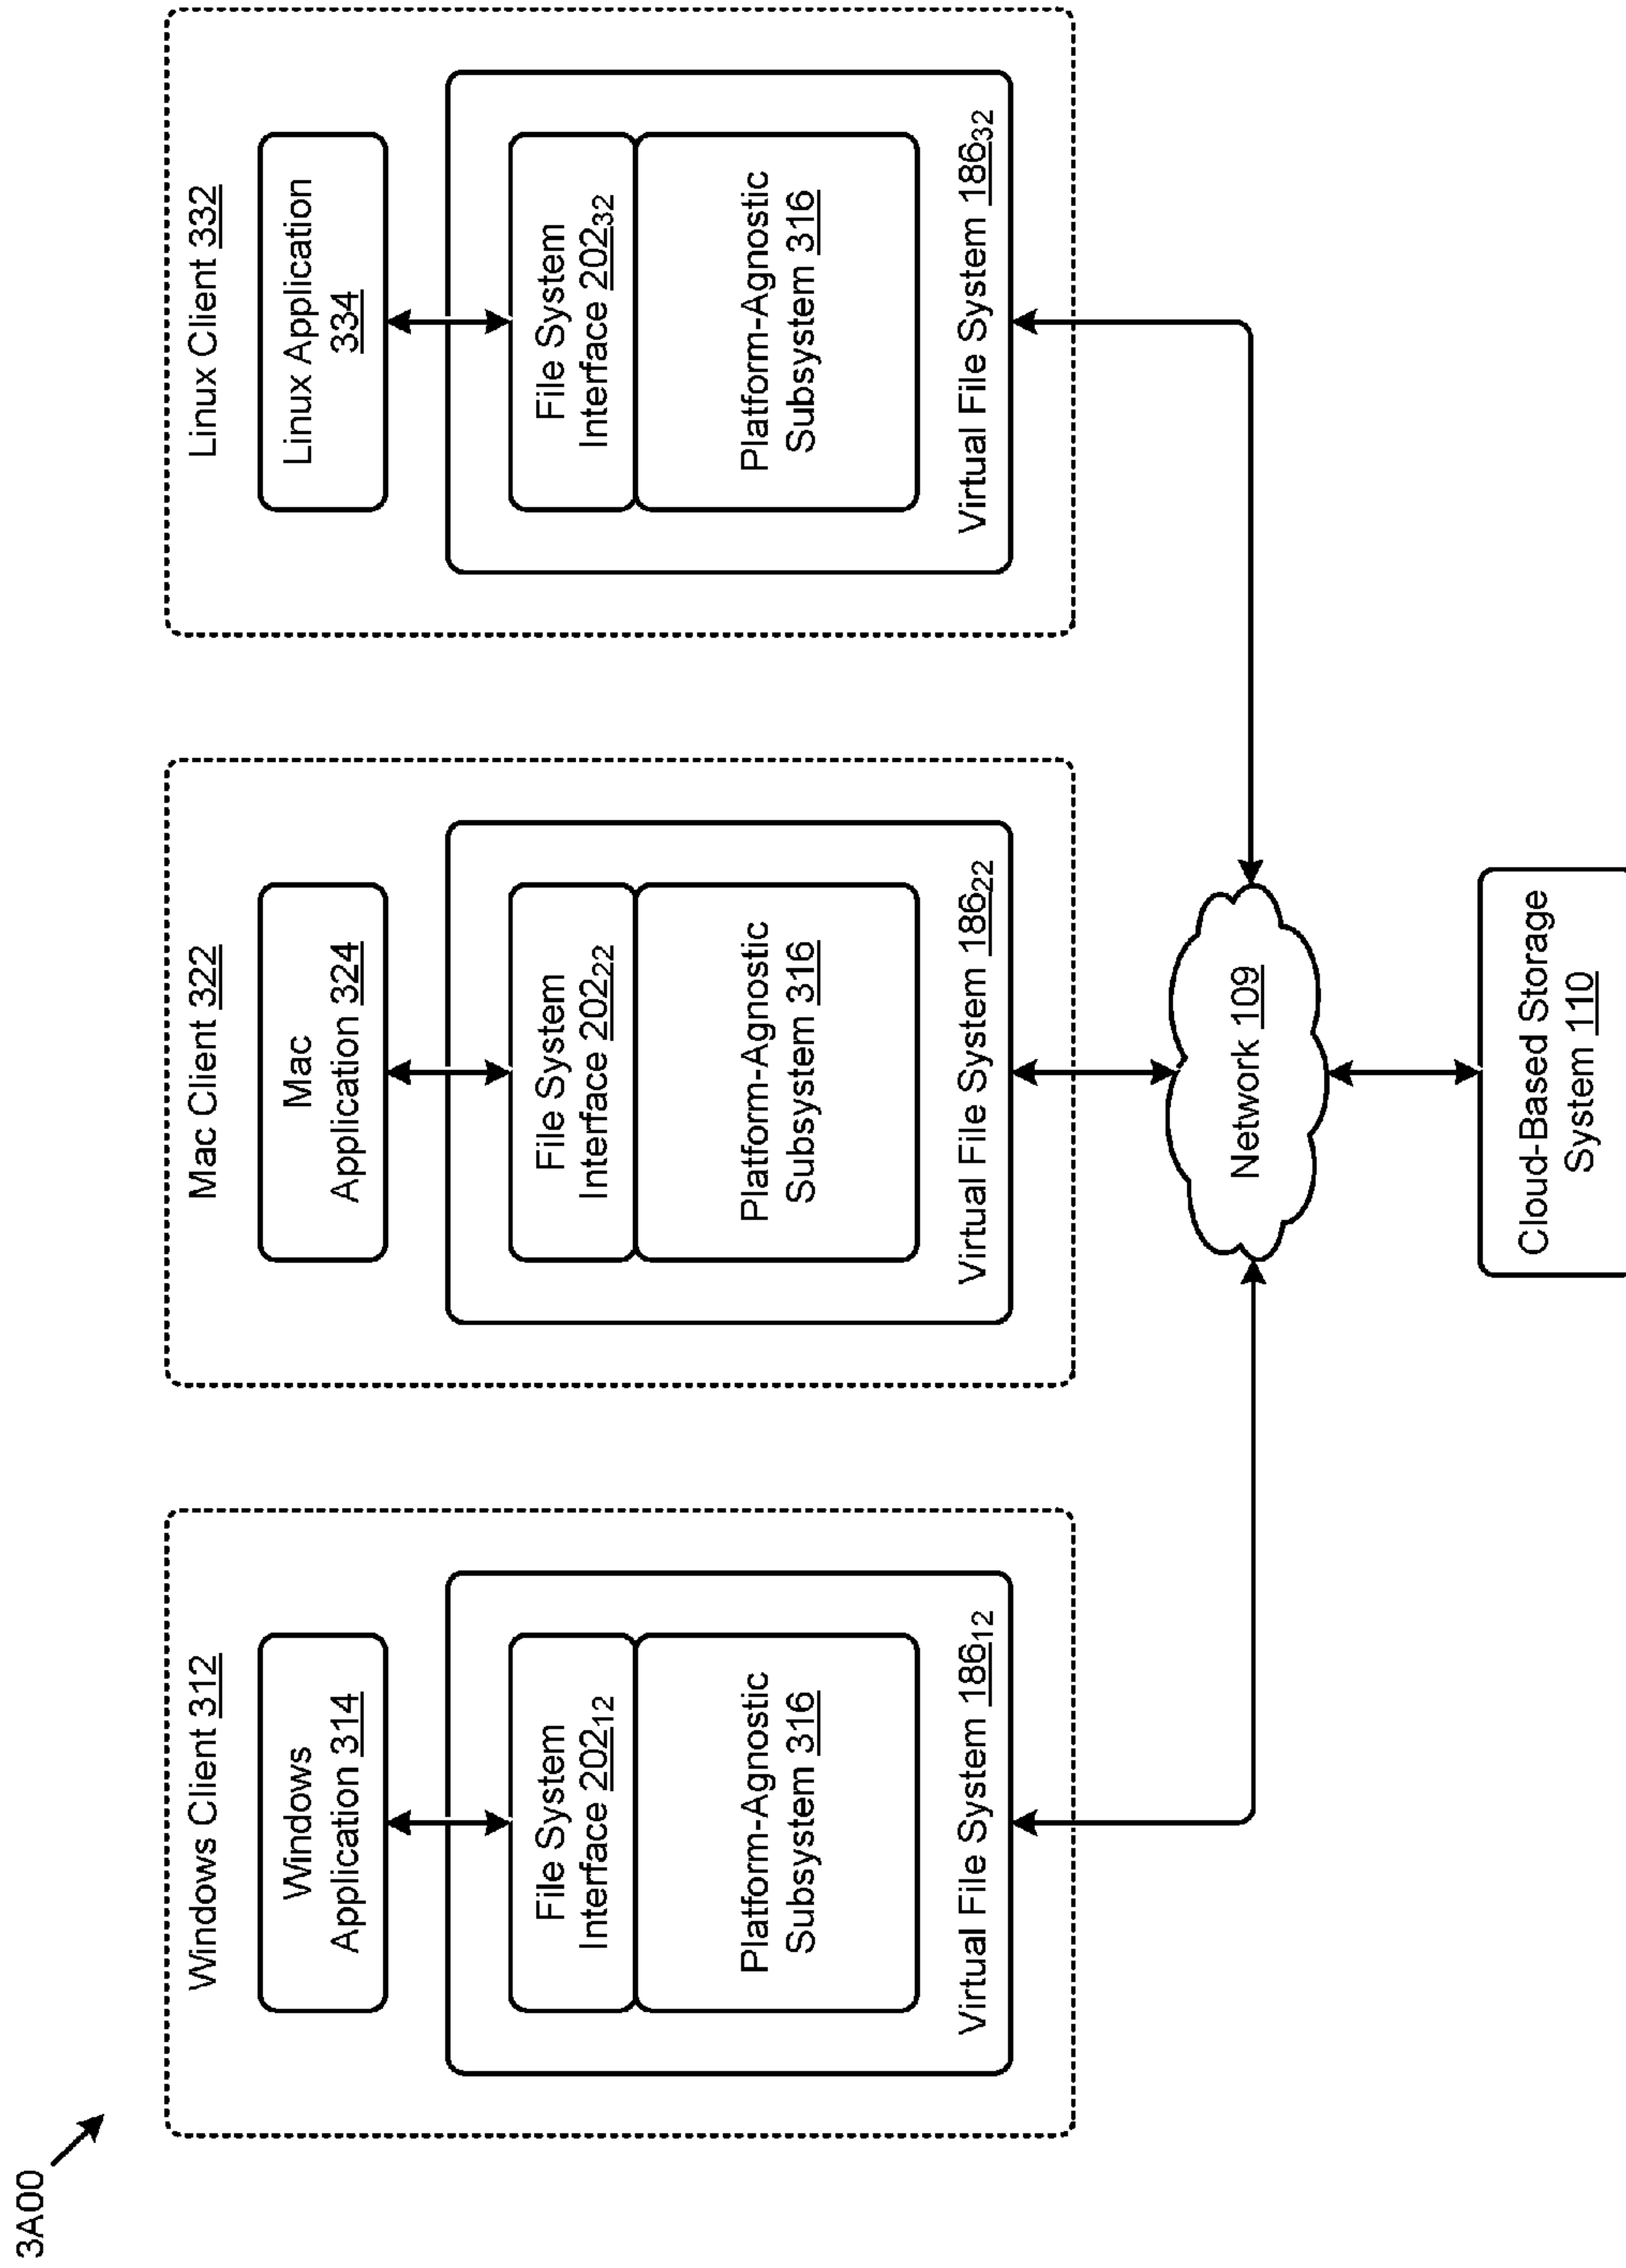 3A00
Windows Client 312
Windows
Application 314
File System
Interface 202₁₂
Platform-Agnostic
Subsystem 316
Virtual File System 186₁₂
Mac Client 322
Mac
Application 324
File System
Interface 202₂₂
Platform-Agnostic
Subsystem 316
Virtual File System 186₂₂
Linux Client 332
Linux Application
334
File System
Interface 202₃₂
Platform-Agnostic
Subsystem 316
Virtual File System 186₃₂
Network 109
Cloud-Based Storage
System 110